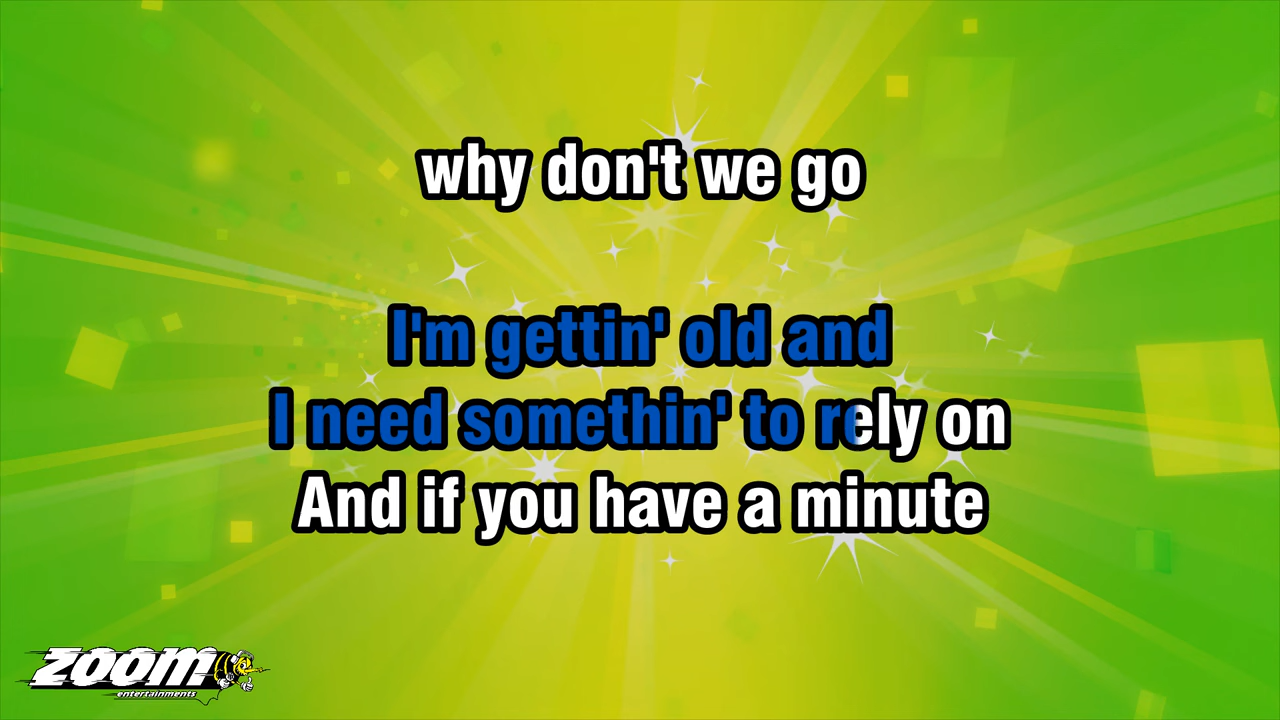 why don't we go
I'm gettin' old and
I need somethin' to rely on
And if you have a minute
ZOOM
entertainments